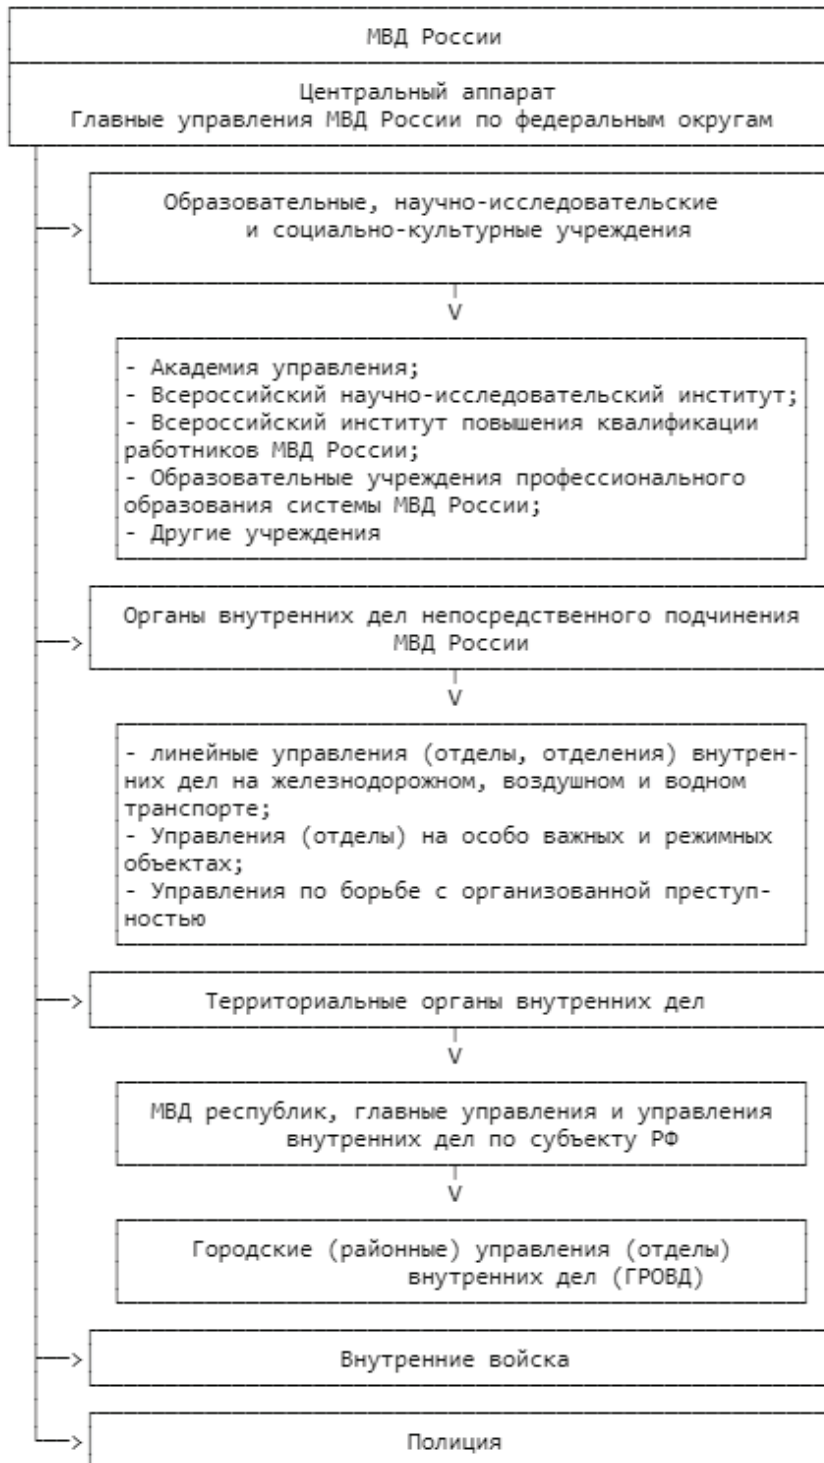 МВД России
Центральный аппарат
Главные управления МВД России по федеральным округам
Образовательные, научно-исследовательские
и социально-культурные учреждения
- Академия управления;
- Всероссийский научно-исследовательский институт;
- Всероссийский институт повышения квалификации
работников МВД России;
- Образовательные учреждения профессионального
образования системы МВД России;
- Другие учреждения
Органы внутренних дел непосредственного подчинения
МВД России
- линейные управления (отделы, отделения) внутрен-
них дел на железнодорожном, воздушном и водном
транспорте;
- Управления (отделы) на особо важных и режимных
объектах;
- Управления по борьбе с организованной преступ-
ностью
Территориальные органы внутренних дел
МВД республик, главные управления и управления
внутренних дел по субъекту РФ
Городские (районные) управления (отделы)
внутренних дел (ГРОВД)
Внутренние войска
Полиция